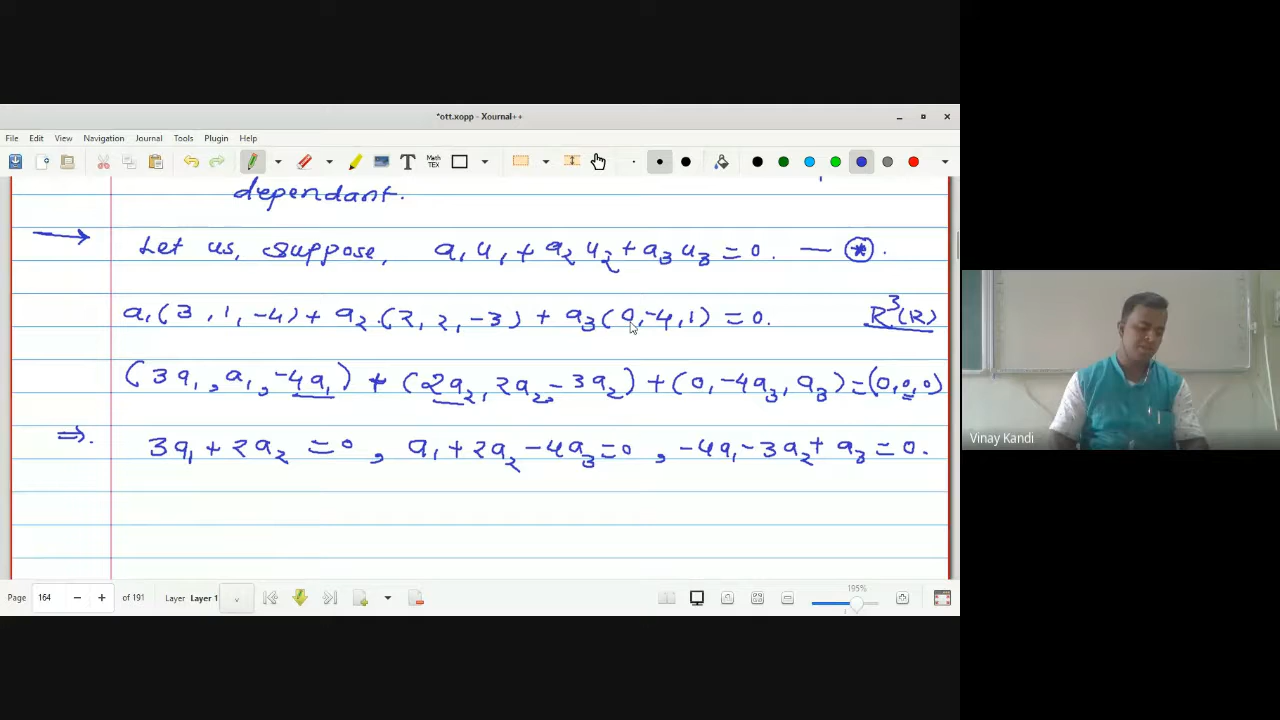 *ott.xopp - Xournal++
File Edit View Navigation Journal Tools Plugin Help
T Math TEX
dependant.
→ Let us, suppose, a₁u₁ + a₂u₂ + a₃u₃ = 0. — ⊛.
a₁(3, 1, -4) + a₂.(2, 2, -3) + a₃(0, -4, 1) = 0. R³(R)
(3a₁, a₁, -4a₁) + (2a₂, 2a₂, -3a₂) + (0, -4a₃, a₃) = (0, 0, 0)
⇒. 3a₁ + 2a₂ = 0, a₁ + 2a₂ - 4a₃ = 0, -4a₁ - 3a₂ + a₃ = 0.
Vinay Kandi
Page 164 of 191 Layer Layer 1 195%